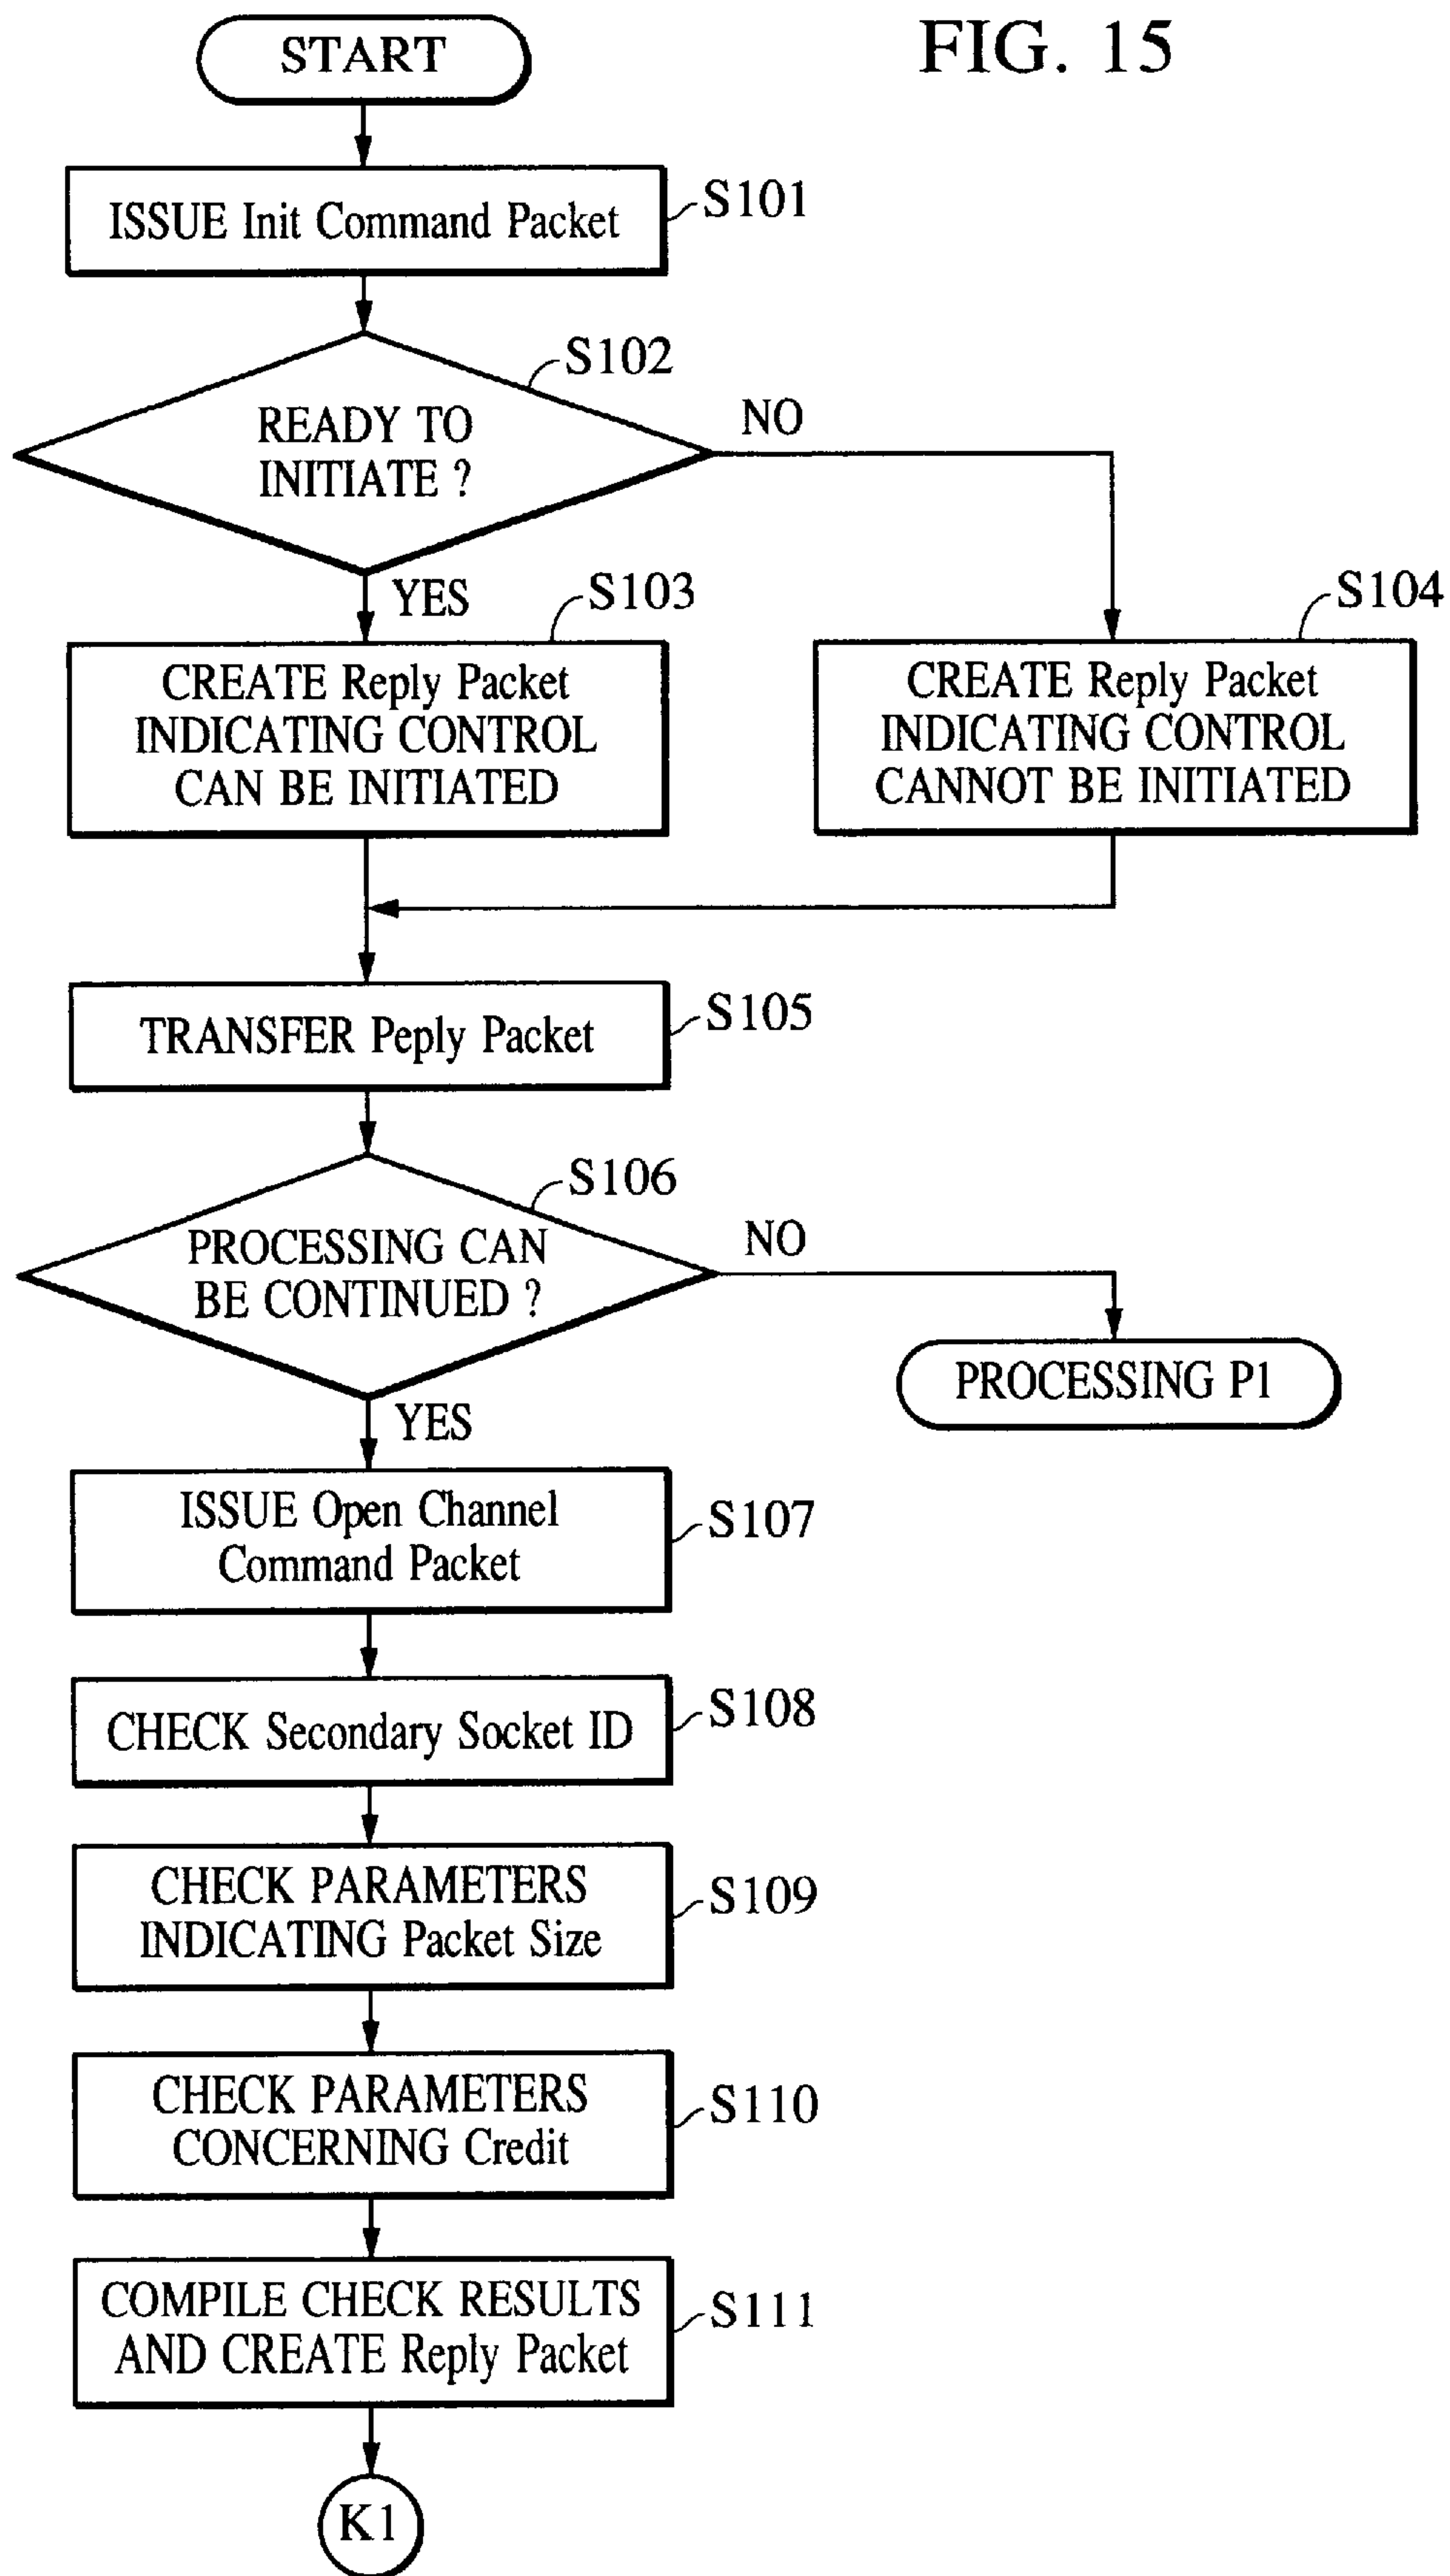 FIG. 15
START
ISSUE Init Command Packet
S101
S102
READY TO
INITIATE ?
NO
YES
S103
CREATE Reply Packet
INDICATING CONTROL
CAN BE INITIATED
S104
CREATE Reply Packet
INDICATING CONTROL
CANNOT BE INITIATED
TRANSFER Peply Packet
S105
S106
PROCESSING CAN
BE CONTINUED ?
NO
PROCESSING P1
YES
ISSUE Open Channel
Command Packet
S107
CHECK Secondary Socket ID
S108
CHECK PARAMETERS
INDICATING Packet Size
S109
CHECK PARAMETERS
CONCERNING Credit
S110
COMPILE CHECK RESULTS
AND CREATE Reply Packet
S111
K1